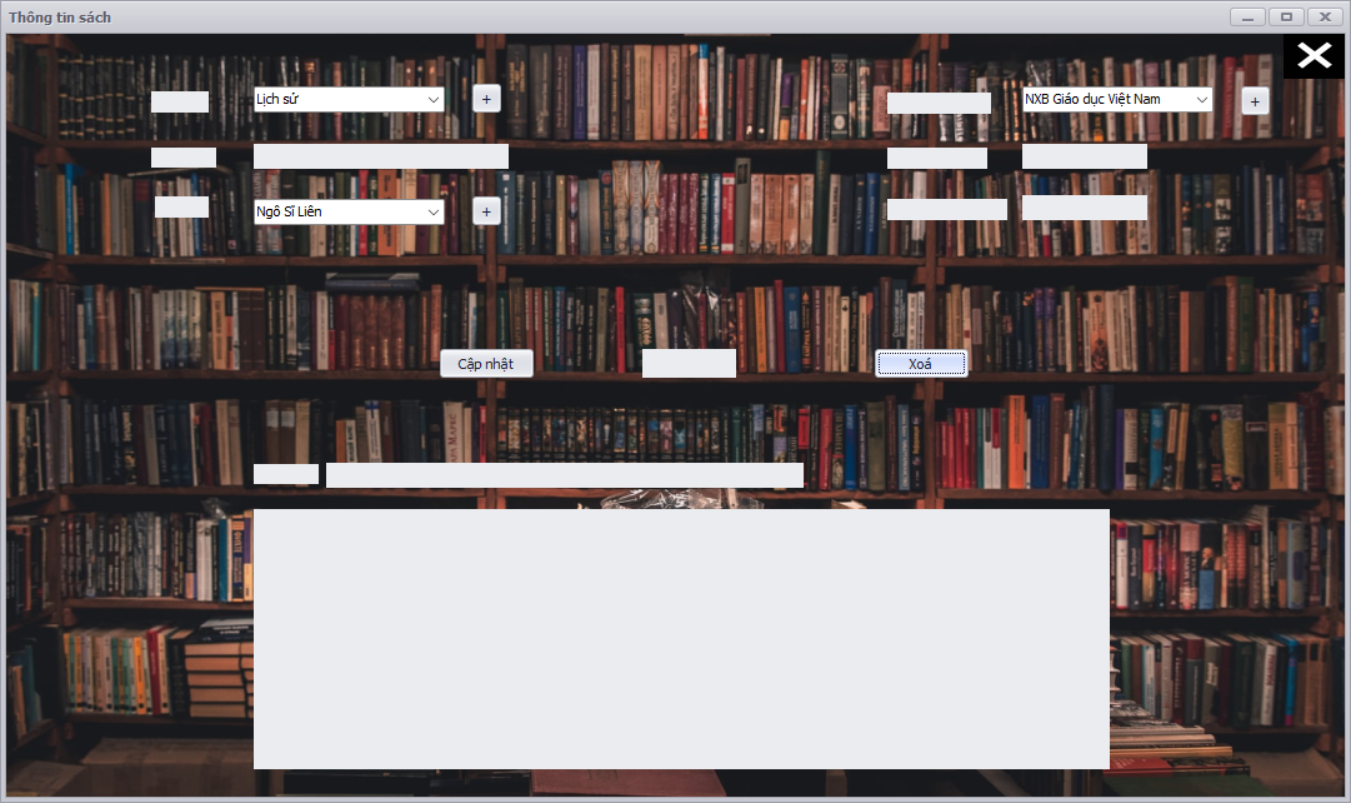 Thông tin sách
Lịch sử
+
NXB Giáo dục Việt Nam
+
Ngô Sĩ Liên
+
Cập nhật
Xoá